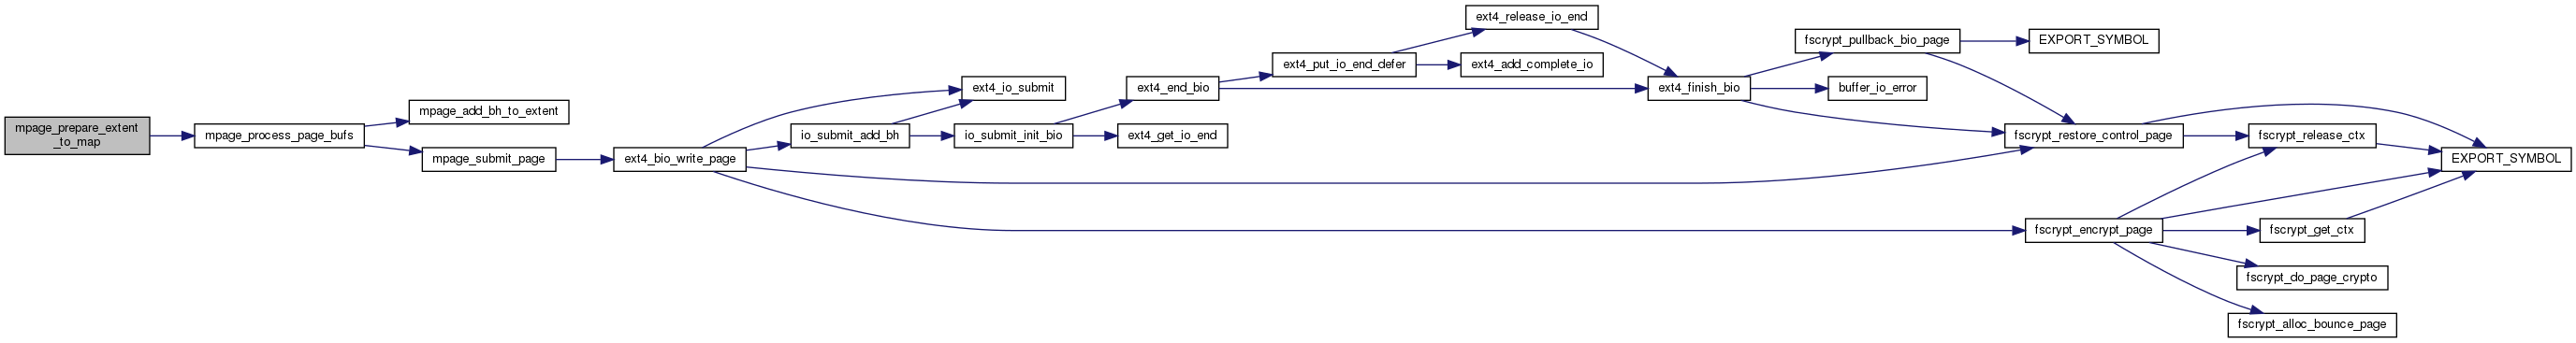 mpage_prepare_extent
_to_map
mpage_process_page_bufs
mpage_add_bh_to_extent
mpage_submit_page
ext4_bio_write_page
ext4_io_submit
io_submit_add_bh
io_submit_init_bio
ext4_end_bio
ext4_get_io_end
ext4_put_io_end_defer
ext4_release_io_end
ext4_add_complete_io
ext4_finish_bio
fscrypt_pullback_bio_page
EXPORT_SYMBOL
buffer_io_error
fscrypt_restore_control_page
fscrypt_release_ctx
EXPORT_SYMBOL
fscrypt_encrypt_page
fscrypt_get_ctx
fscrypt_do_page_crypto
fscrypt_alloc_bounce_page